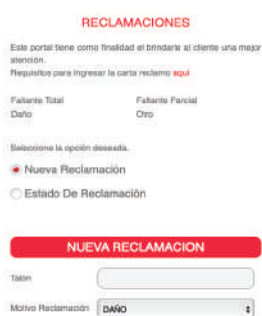 RECLAMACIONES
Este portal tiene como finalidad el brindarle al cliente una mejor
atención.
Requisitos para ingresar la carta reclamo aquí
Faltante Total Faltante Parcial
Daño Otro
Seleccione la opción deseada.
Nueva Reclamación
Estado De Reclamación
NUEVA RECLAMACION
Talón
Motivo Reclamación DAÑO